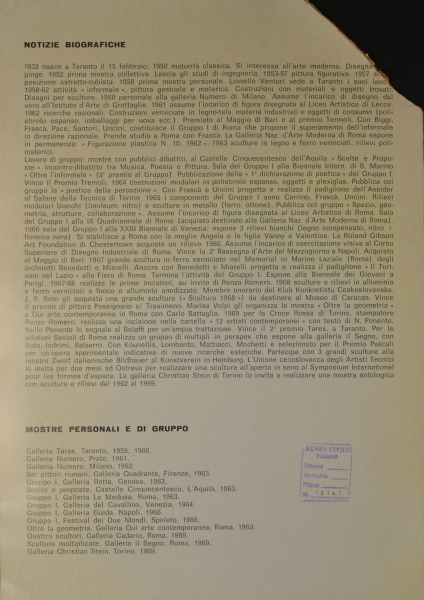 NOTIZIE BIOGRAFICHE
1932 nasce a Taranto il 15 febbraio. 1950 maturità classica. Si interessa all'arte moderna. Disegna
pinge. 1952 prima mostra collettiva. Lascia gli studi di ingegneria. 1953-57 pittura figurativa. 1957
posizione astratto-cubista. 1958 prima mostra personale. Lionello Venturi vede a Taranto i suoi lavori
1958-62 attività « informale », pittura gestuale e materica. Costruzioni con materiali e oggetti trovati.
Disegni per sculture. 1960 personale alla galleria Numero di Milano. Assume l'incarico di disegno dal
vero all'Istituto d'Arte di Grottaglie. 1961 assume l'incarico di figura disegnata al Liceo Artistico di Lecce.
1962 ricerche razionali. Costruzioni verniciate in legno-tela, materie industriali e oggetti di consumo (poli-
stirolo espanso, imballaggi per uova ecc.). Premiato al Maggio di Bari e al premio Termoli. Con Biggi,
Frascà, Pace, Santori, Uncini, costituisce il Gruppo I di Roma che propone il superamento dell'informale
in direzione razionale. Prende studio a Roma con Frascà. La Galleria Naz. d'Arte Moderna di Roma espone
in permanenza: « Figurazione plastica N. 10, 1962 ». 1963 sculture in legno e ferro verniciati, rilievi poli-
materici.
Lavoro di gruppo: mostre con pubblici dibattiti, al Castello Cinquecentesco dell'Aquila « Scelte e Propo-
ste » incontro-dibattito tra Musica, Poesia e Pittura. Sala del Gruppo I alla Biennale Intern. di S. Marino
« Oltre l'informale » (2° premio al Gruppo). Pubblicazione della « 1ª dichiarazione di poetica » del Gruppo I.
Vince il Premio Tremoli. 1964 costruzioni modulari in polistirolo espanso, oggetti e plexiglas. Pubblica col
gruppo la « poetica della percezione ». Con Frascà e Uncini progetta e realizza il padiglione dell'Assider
al Salone della Tecnica di Torino. 1965 i componenti del Gruppo I sono Carrino, Frascà, Uncini. Rilievi
modulari bianchi (linoleum, nitro) e sculture in metallo (ferro, ottone). Pubblica col gruppo « Spazio, geo-
metria, strutture, collaborazione ». Assume l'incarico di figura disegnata al Liceo Artistico di Roma. Sala
del Gruppo I alla IX Quadriennale di Roma (acquisto destinato alla Galleria Naz. d'Arte Moderna di Roma).
1966 sala del Gruppo I alla XXIII Biennale di Venezia: espone 3 rilievi bianchi (legno compensato, nitro -
formica nera). Si stabilisce a Roma con la moglie Angela e le figlie Vanny e Valentina. La Roland Gibson
Art Foundation di Chestertown acquista un rilievo 1966. Assume l'incarico di esercitazione visiva al Corso
Superiore di Disegno Industriale di Roma. Vince la 2ª Rassegna d'Arte del Mezzogiorno a Napoli. Acquisto
al Maggio di Bari. 1967 grande scultura in ferro verniciato nel Memorial in Marino Laziale (Roma) degli
architetti Benedetti e Miarelli. Ancora con Benedetti e Miarelli progetta e realizza il padiglione « Il Turi-
smo nel Lazio » alla Fiera di Roma. Termina l'attività del Gruppo I. Espone alla Biennale dei Giovani a
Parigi. 1967-68 realizza le prime incisioni, su invito di Renzo Romero. 1968 sculture e rilievi in alluminio
e ferro verniciati a fuoco e alluminio anodizzato. Membro onorario del Klub Konkretistu Ceskoslovenska.
J. R. Soto gli acquista una grande scultura (« Scultura 1968 ») da destinare al Museo di Caracas. Vince
il premio di pittura Passignano s/ Trasimeno. Marisa Volpi gli organizza la mostra « Oltre la geometria »
a Qui arte contemporanea in Roma con Carlo Battaglia. 1969 per la Croce Rossa di Torino, stampatore
Renzo Romero, realizza una incisione nella cartella « 12 artisti contemporanei » con testo di N. Ponente.
Nello Ponente lo segnala al Bolaffi per un'ampia trattazione. Vince il 2° premio Taras, a Taranto. Per le
edizioni Savioli di Roma realizza un gruppo di multipli in perspex che espone alla galleria il Segno, con
Soto, Indrimi, Balzarro. Con Kounellis, Lombardo, Mattiacci, Mochetti è selezionato per il Premio Pascali
per un'opera sperimentale indicativa di nuove ricerche estetiche. Partecipa con 3 grandi sculture alla
mostra Zwolf italienische Bildhauer al Kunstverein in Hamburg. L'Unione cecoslovacca degli Artisti Tecnici
lo invita per due mesi ad Ostrava per realizzare una scultura all'aperto in seno al Symposium International
pour les formes d'espace. La galleria Christian Stein di Torino lo invita a realizzare una mostra antologica
con sculture e rilievi dal 1962 al 1969.
MOSTRE PERSONALI E DI GRUPPO
Galleria Taras, Taranto, 1959, 1960.
Galleria Numero, Prato, 1961.
Galleria Numero, Milano, 1962.
Sei pittori romani, Galleria Quadrante, Firenze, 1963.
Gruppo I, Galleria Rotta, Genova, 1963.
Scelte e proposte, Castello Cinquecentesco, L'Aquila, 1963.
Gruppo I, Galleria La Medusa, Roma, 1963.
Gruppo I, Galleria del Cavallino, Venezia, 1964.
Gruppo I, Galleria Guida, Napoli, 1966.
Gruppo I, Festival dei Due Mondi, Spoleto, 1966.
Oltre la geometria, Galleria Qui arte contemporanea, Roma, 1963.
Quattro scultori, Galleria Cadario, Roma, 1969.
Sculture moltiplicate, Galleria il Segno, Roma, 1969.
Galleria Christian Stein, Torino, 1969.
Stanza
Palchetto
Piano
N.